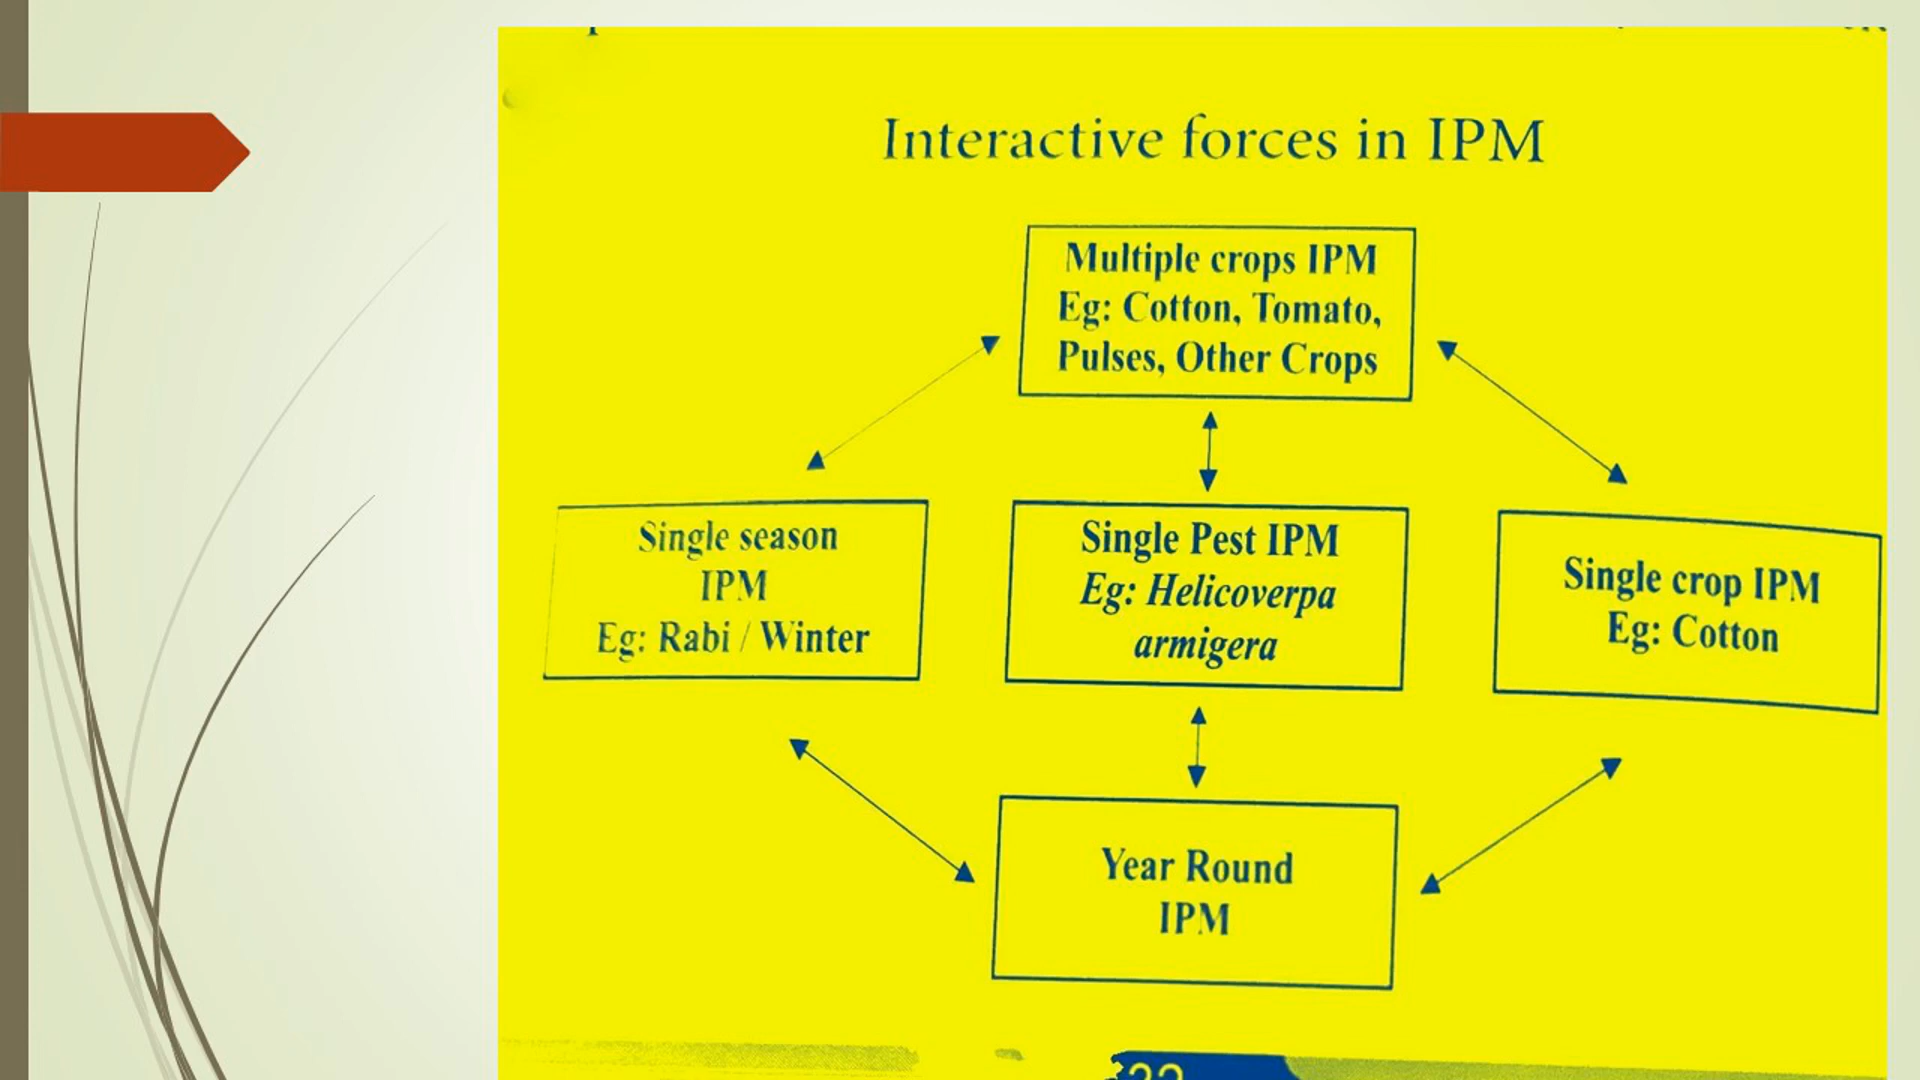 Interactive forces in IPM
Multiple crops IPM
Eg: Cotton, Tomato,
Pulses, Other Crops
Single season
IPM
Eg: Rabi / Winter
Single Pest IPM
Eg: Helicoverpa
armigera
Single crop IPM
Eg: Cotton
Year Round
IPM